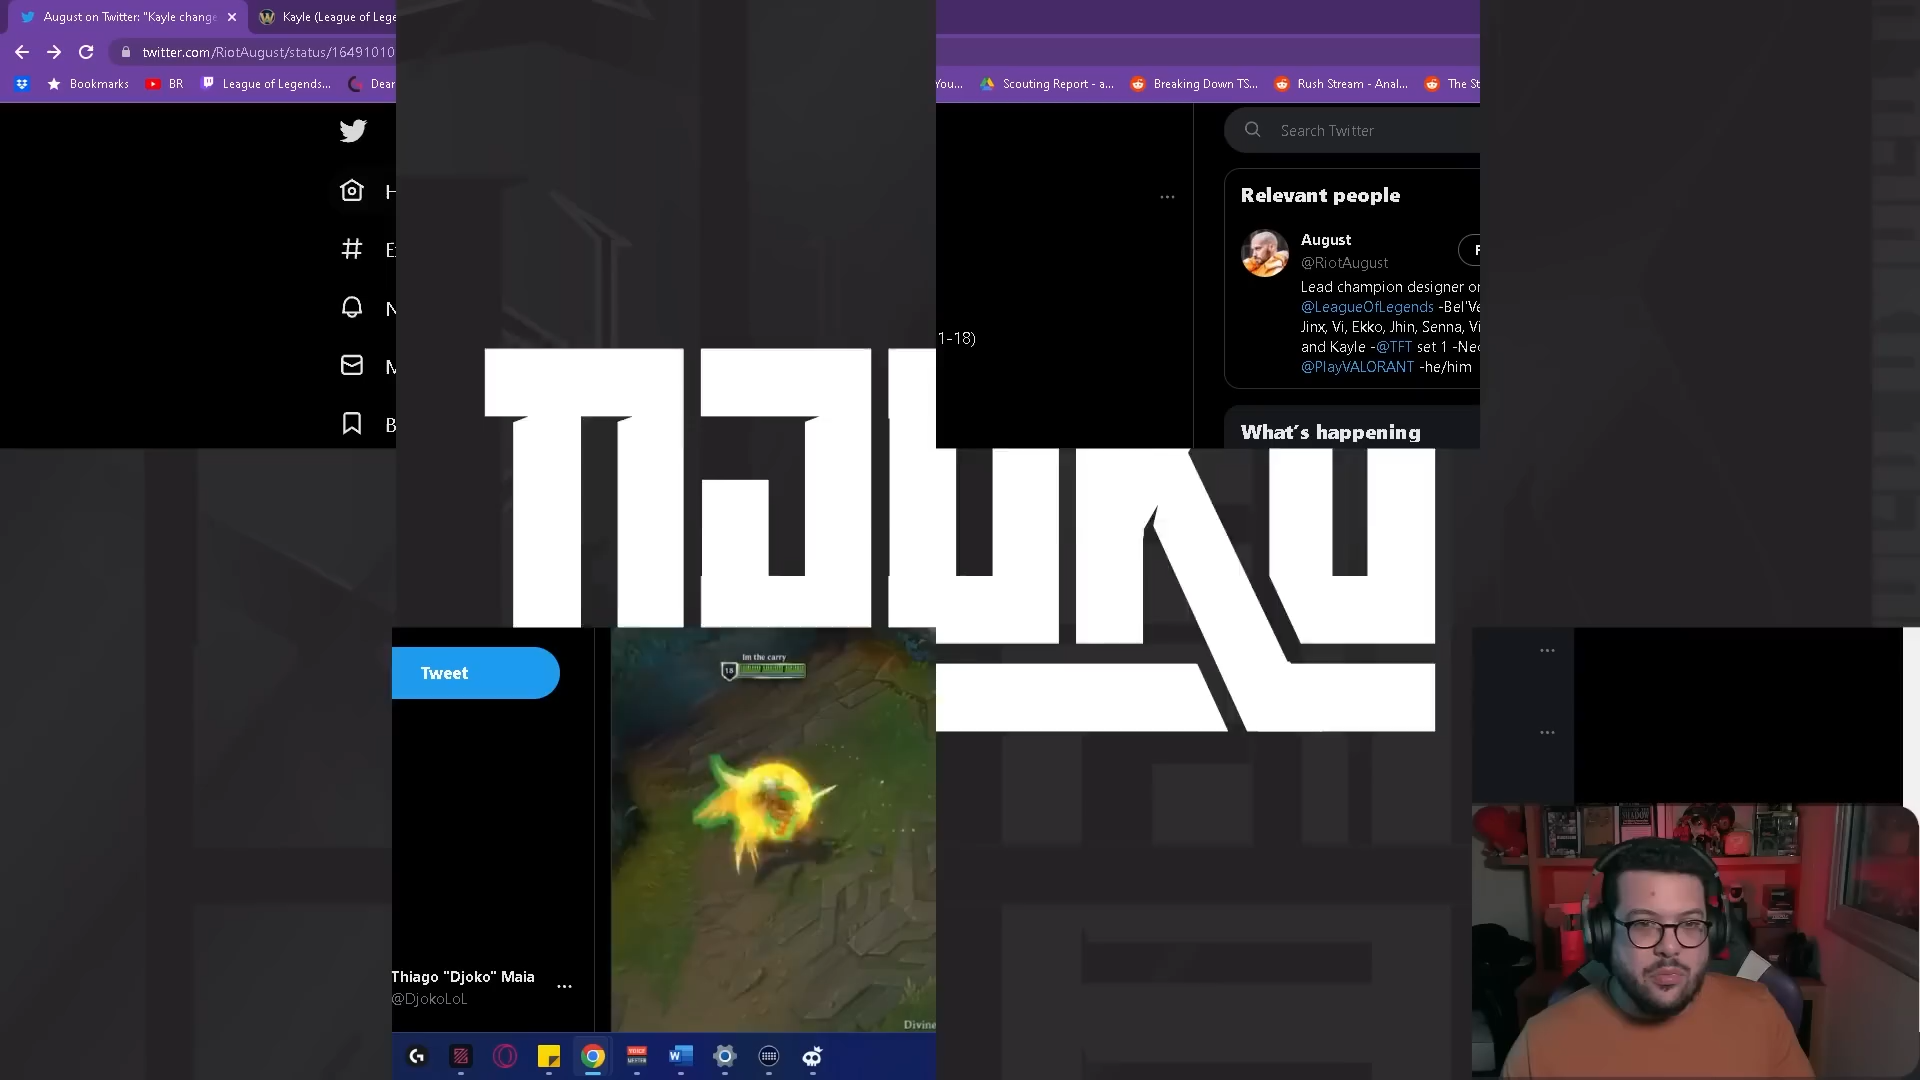 August on Twitter: "Kayle change
Kayle (League of Lege
twitter.com/RiotAugust/status/16491010
Bookmarks
BR
League of Legends...
Dear
You...
Scouting Report - a...
Breaking Down TS...
Rush Stream - Anal...
The St
Search Twitter
Relevant people
August
@RiotAugust
Lead champion designer on
@LeagueOfLegends -Bel'Ve
Jinx, Vi, Ekko, Jhin, Senna, Vi
and Kayle -@TFT set 1 -Neo
@PlayVALORANT -he/him
1-18)
What's happening
Tweet
Im the carry
18
Thiago "Djoko" Maia
@DjokoLoL
Divine